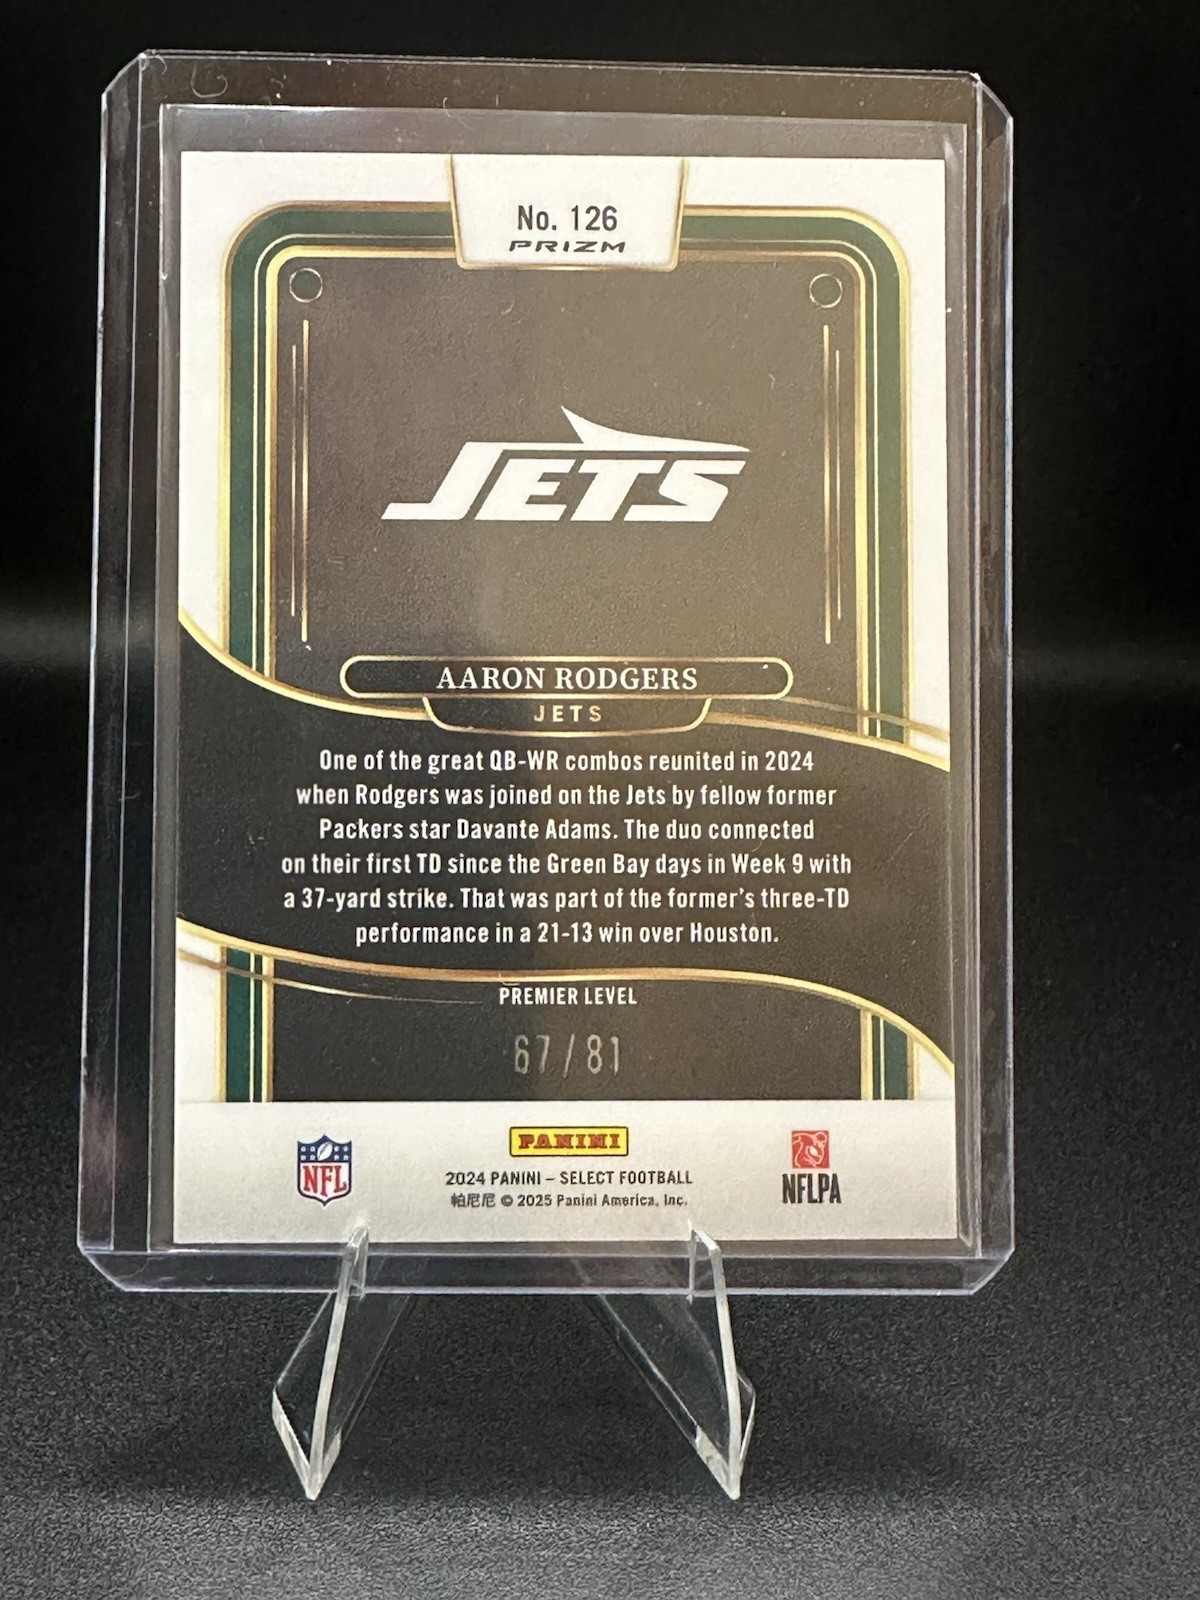 No. 126
PRIZM
JETS
AARON RODGERS
JETS
One of the great QB-WR combos reunited in 2024
when Rodgers was joined on the Jets by fellow former
Packers star Davante Adams. The duo connected
on their first TD since the Green Bay days in Week 9 with
a 37-yard strike. That was part of the former's three-TD
performance in a 21-13 win over Houston.
PREMIER LEVEL
67/81
NFL
PANINI
NFLPA
2024 PANINI – SELECT FOOTBALL
帕尼尼 © 2025 Panini America, Inc.